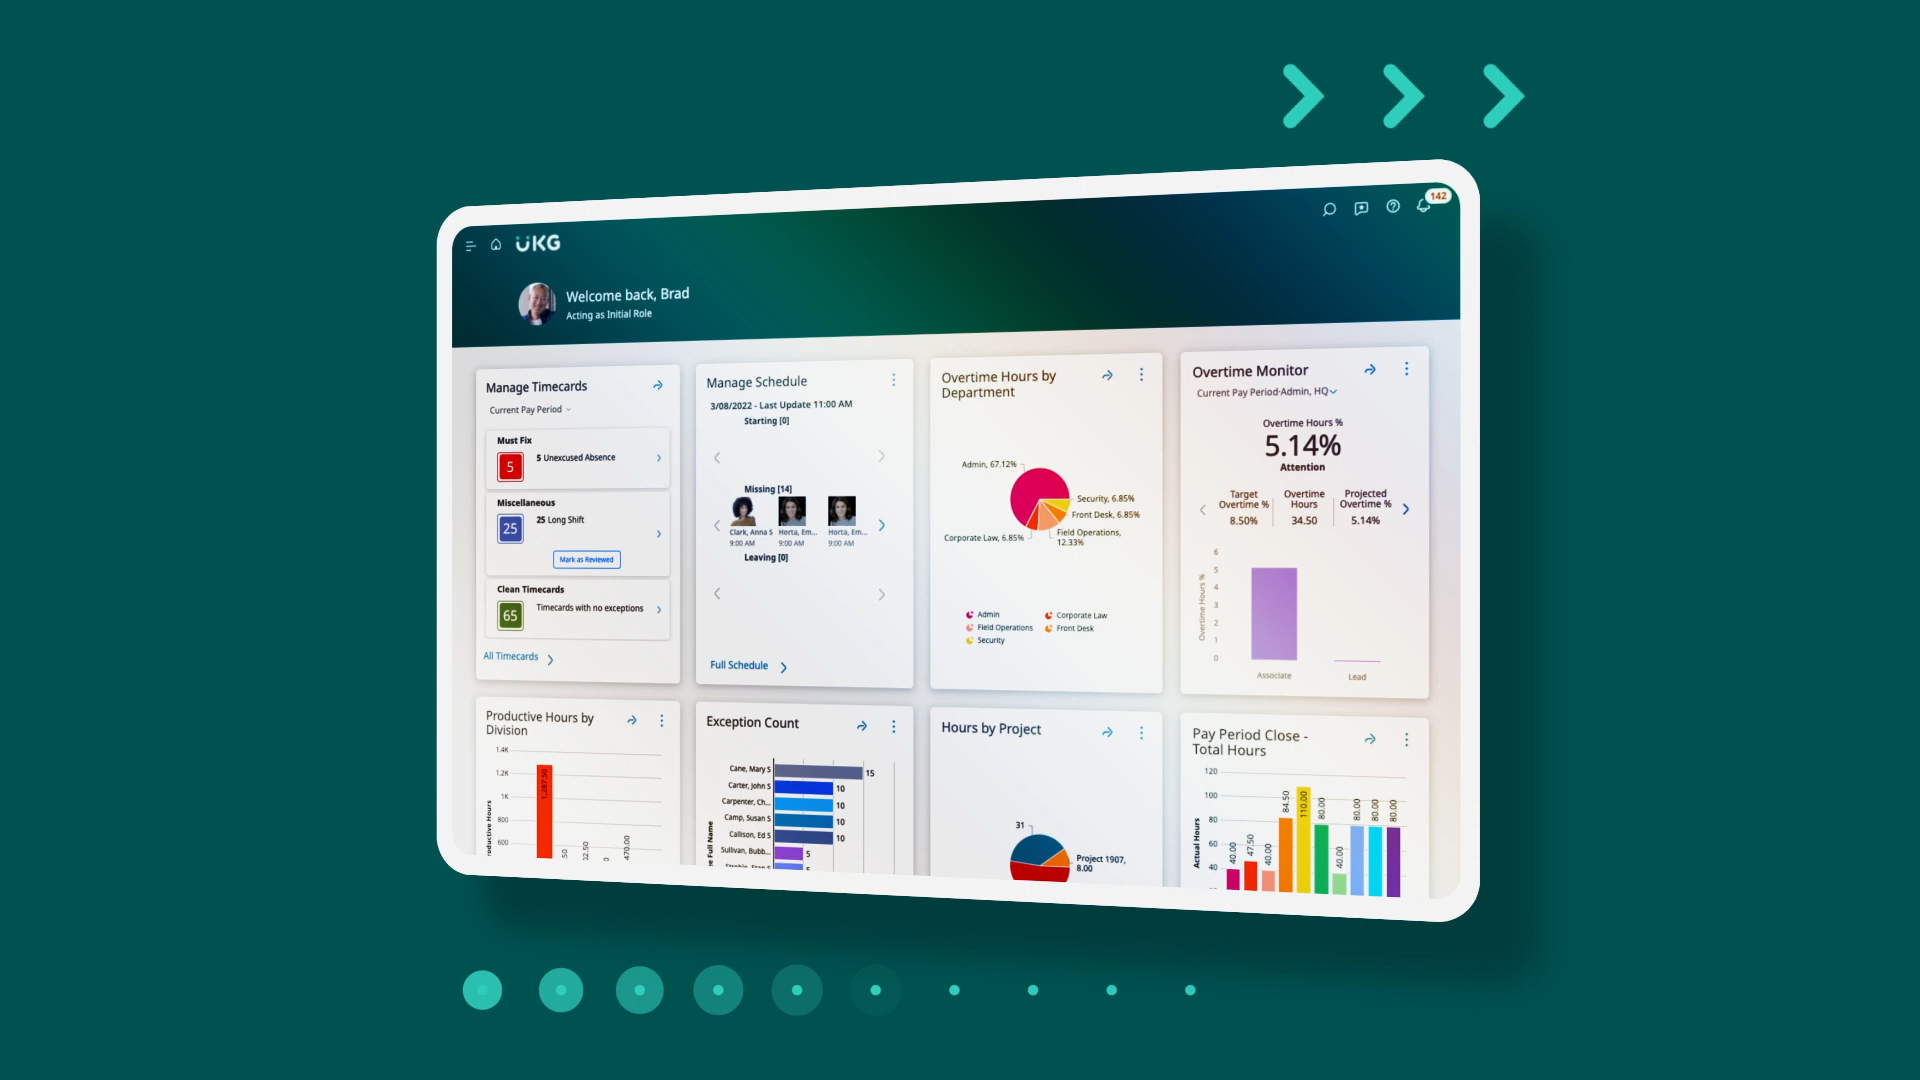 142
UKG
Welcome back, Brad
Acting as Initial Role
Manage Timecards
Current Pay Period
Must Fix
5
5 Unexcused Absence
Miscellaneous
25
25 Long Shift
Mark as Reviewed
Clean Timecards
65
Timecards with no exceptions
All Timecards
Manage Schedule
3/08/2022 - Last Update 11:00 AM
Starting [0]
Missing [14]
Clark, Anna S
9:00 AM
Horta, Em...
9:00 AM
Horta, Em...
9:00 AM
Leaving [0]
Full Schedule
Overtime Hours by
Department
Admin, 67.12%
Security, 6.85%
Front Desk, 6.85%
Field Operations,
12.33%
Corporate Law, 6.85%
Admin
Corporate Law
Field Operations
Front Desk
Security
Overtime Monitor
Current Pay Period·Admin, HQ
Overtime Hours %
5.14%
Attention
Target
Overtime %
8.50%
Overtime
Hours
34.50
Projected
Overtime %
5.14%
Overtime Hours %
6
5
4
3
2
1
0
Associate
Lead
Productive Hours by
Division
1.4K
1.2K
1K
800
600
roductive Hours
1,287.50
.50
32.50
0
470.00
Exception Count
e Full Name
Cane, Mary S
15
Carter, John S
10
Carpenter, Ch...
10
Camp, Susan S
10
Callison, Ed S
10
Sullivan, Bubb...
5
Hours by Project
31
Project 1907,
8.00
Pay Period Close -
Total Hours
Actual Hours
120
100
80
60
40
40.00
47.50
40.00
84.50
110.00
80.00
40.00
80.00
80.00
80.00